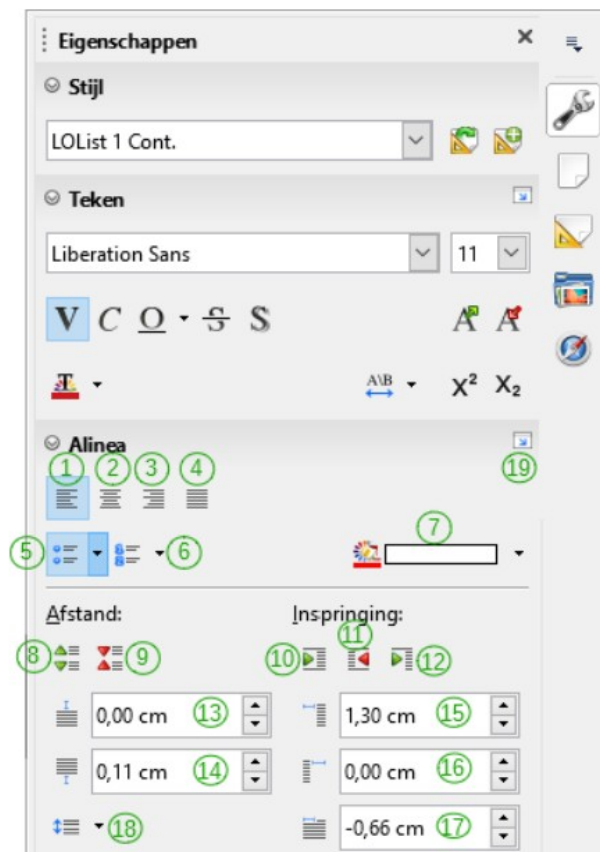 Eigenschappen
Stijl
LOList 1 Cont.
Teken
Liberation Sans 11
V C O S S A A
T A\B X² X₂
Alinea
1 2 3 4 19
5 6 7
Afstand: Inspringing:
8 9 10 11 12
0,00 cm 13 1,30 cm 15
0,11 cm 14 0,00 cm 16
18 -0,66 cm 17